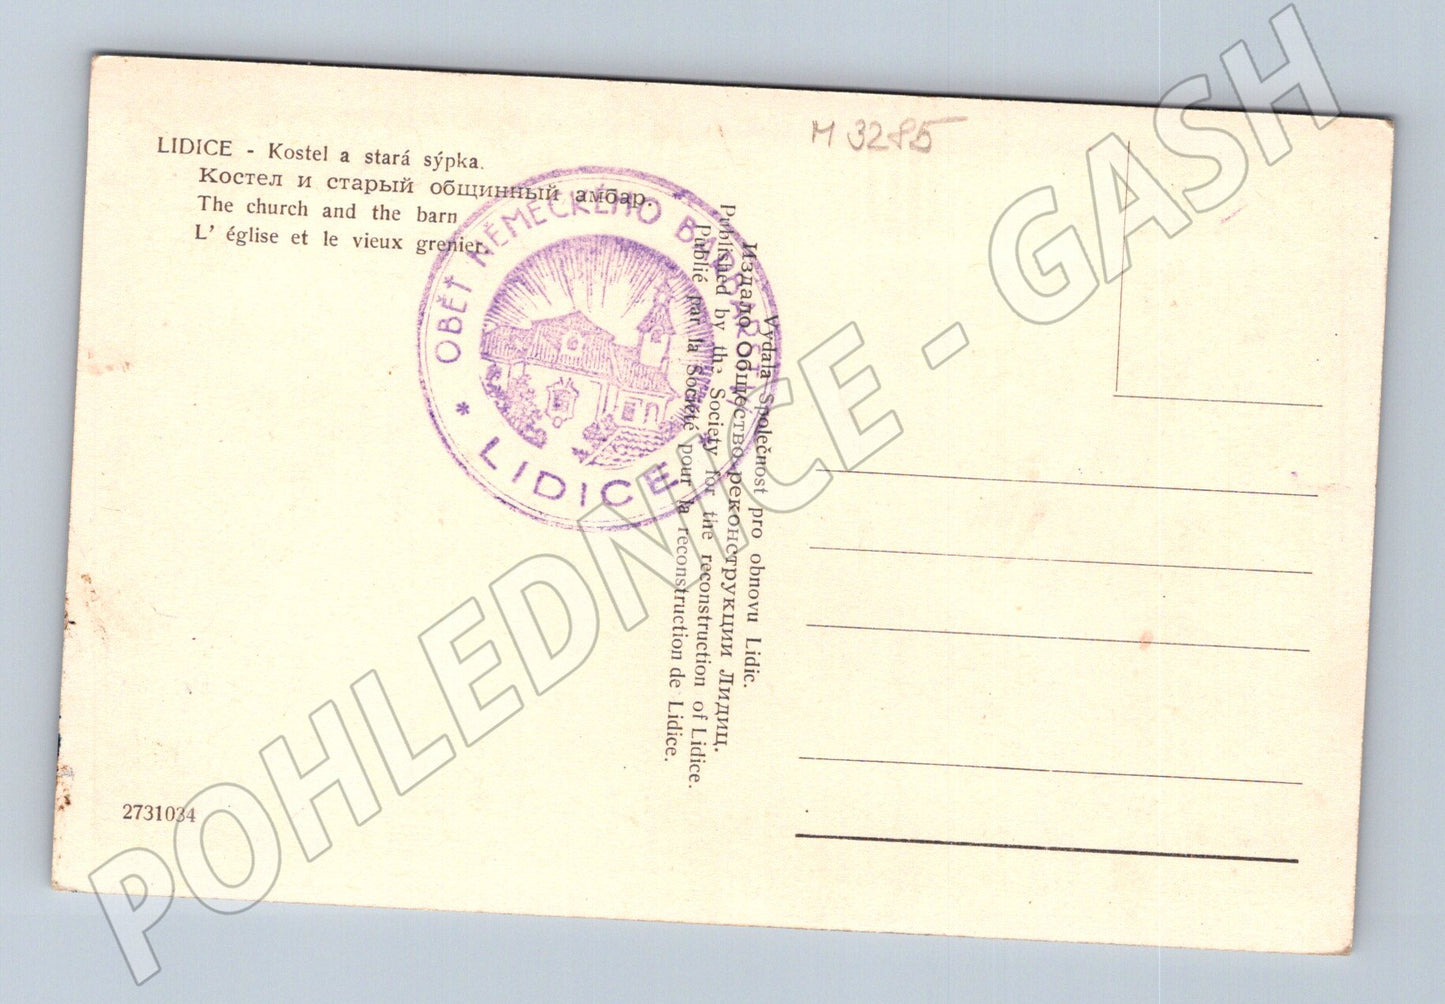 LIDICE - Kostel a stará sýpka.
Костел и старый общинный амбар.
The church and the barn
L' église et le vieux grenier.
M 3285
OBĚŤ NĚMECKÉHO BARBARSTVÍ
* LIDICE *
Vydala Společnost pro obnovu Lidic.
Издало Общество реконструкции Лидиц.
Published by the Society for the reconstruction of Lidice.
Publié par la Société pour la reconstruction de Lidice.
2731034
POHLEDNICE - GASH